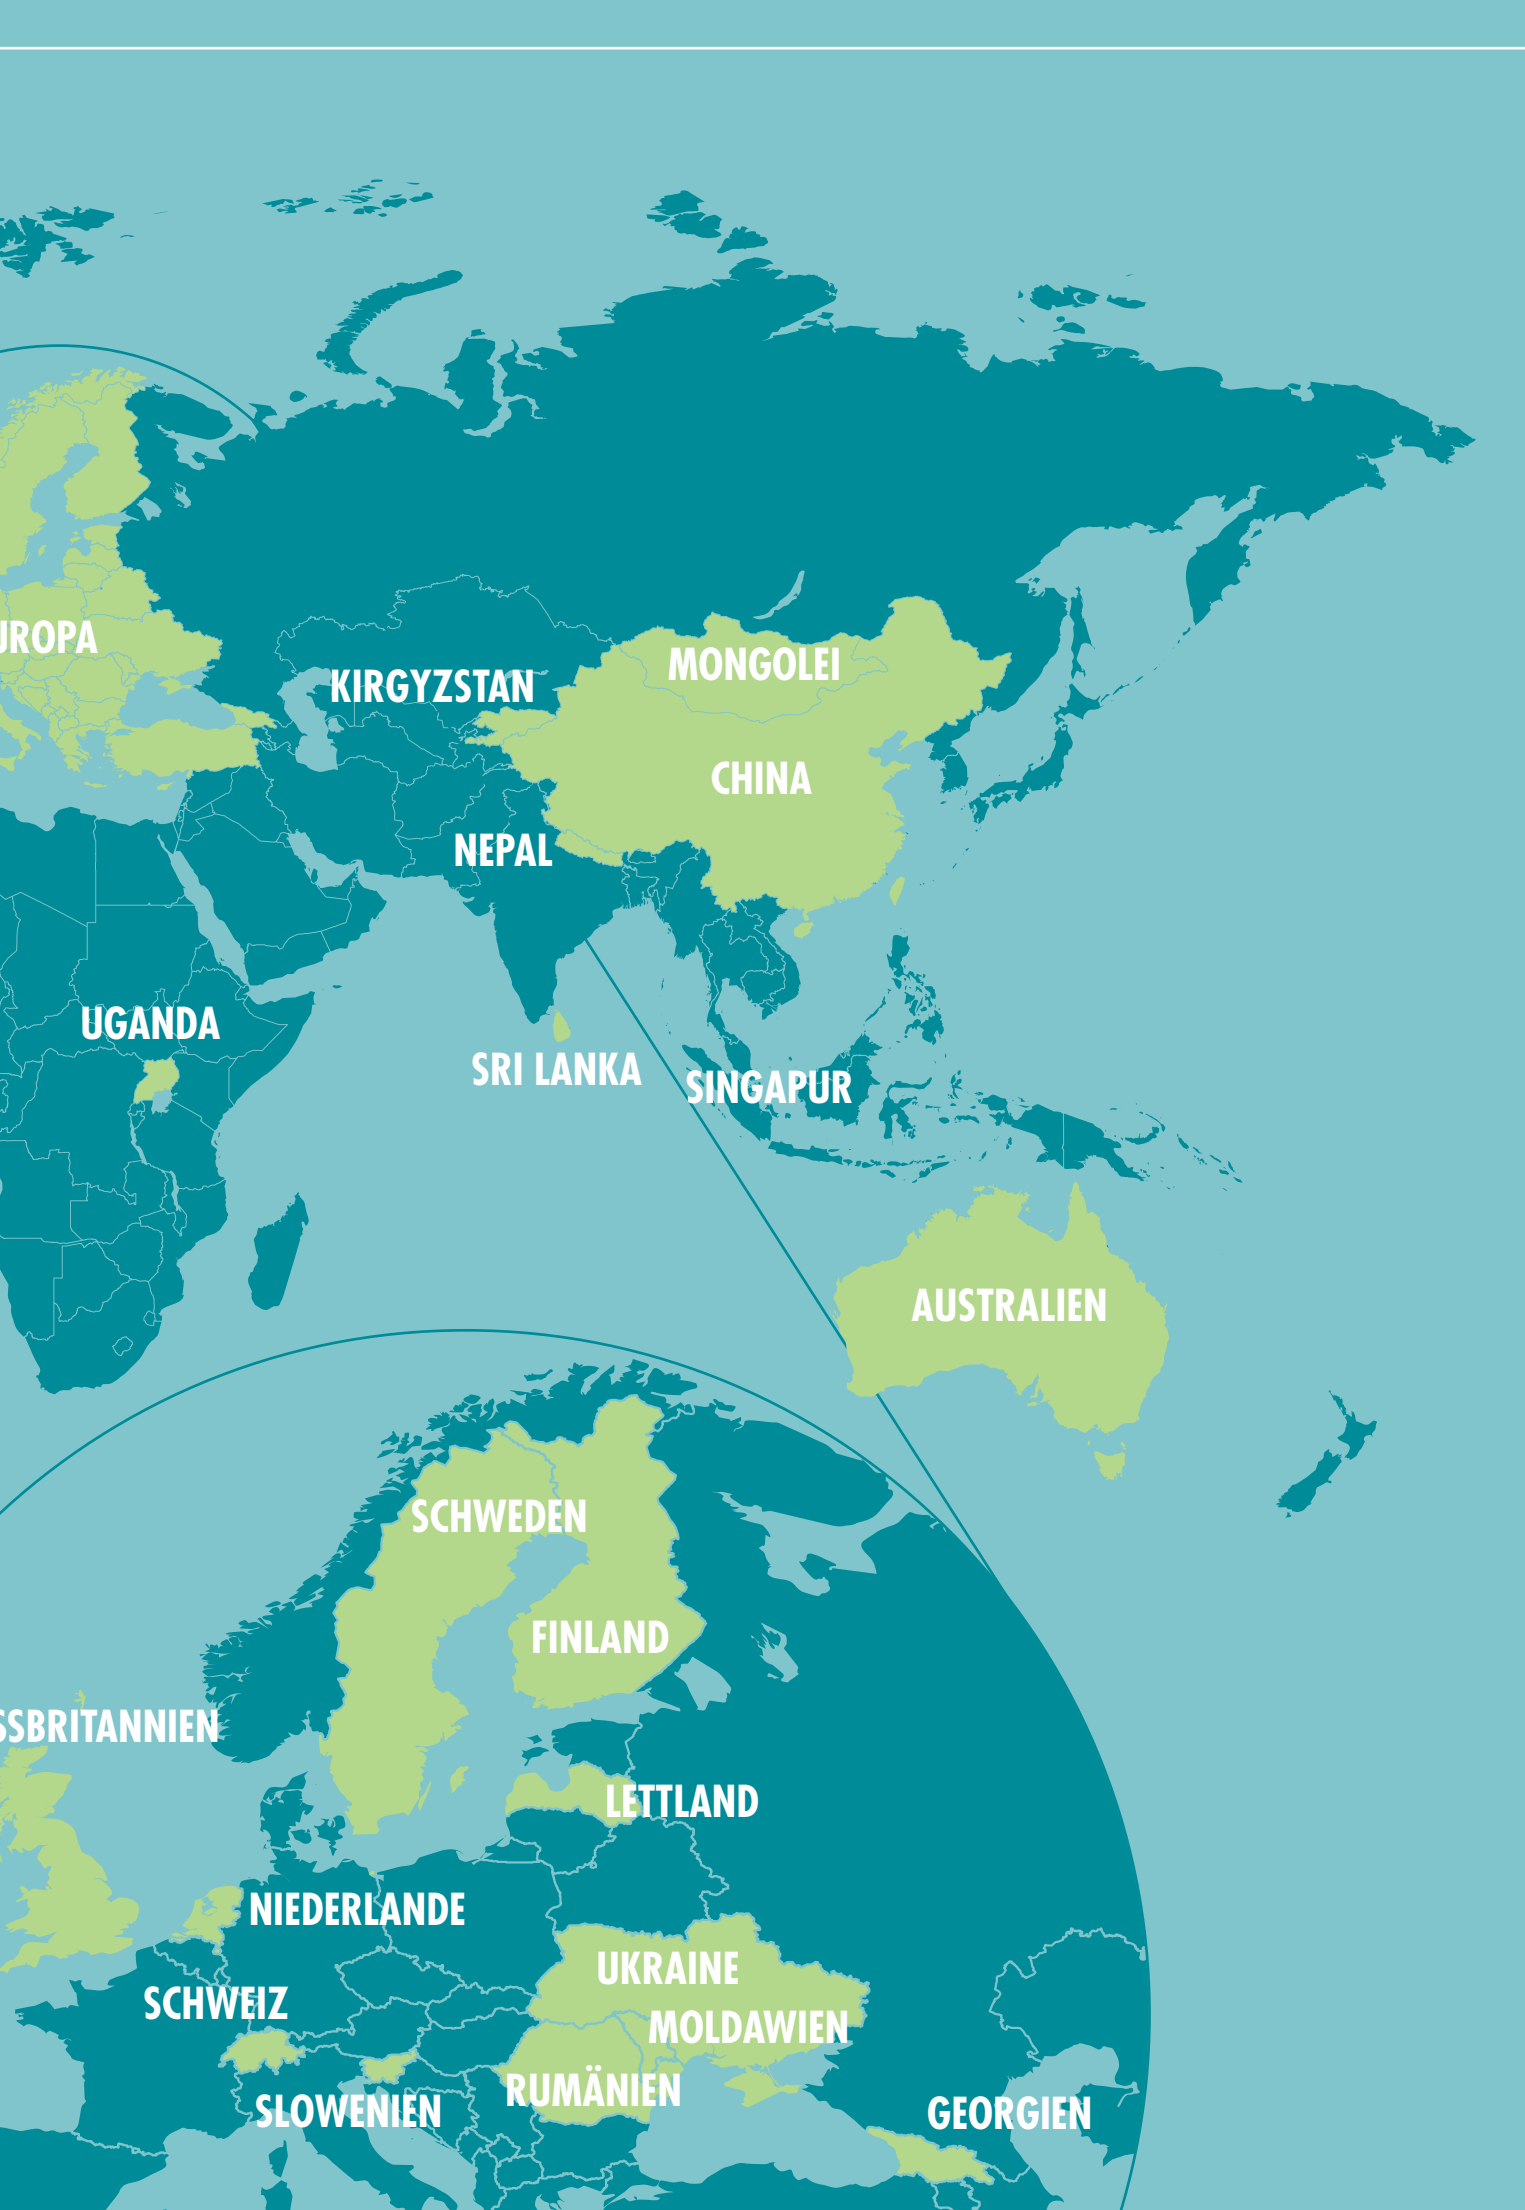 UROPA
KIRGYZSTAN
MONGOLEI
CHINA
NEPAL
UGANDA
SRI LANKA
SINGAPUR
AUSTRALIEN
SCHWEDEN
FINLAND
SSBRITANNIEN
LETTLAND
NIEDERLANDE
UKRAINE
SCHWEIZ
MOLDAWIEN
RUMÄNIEN
SLOWENIEN
GEORGIEN